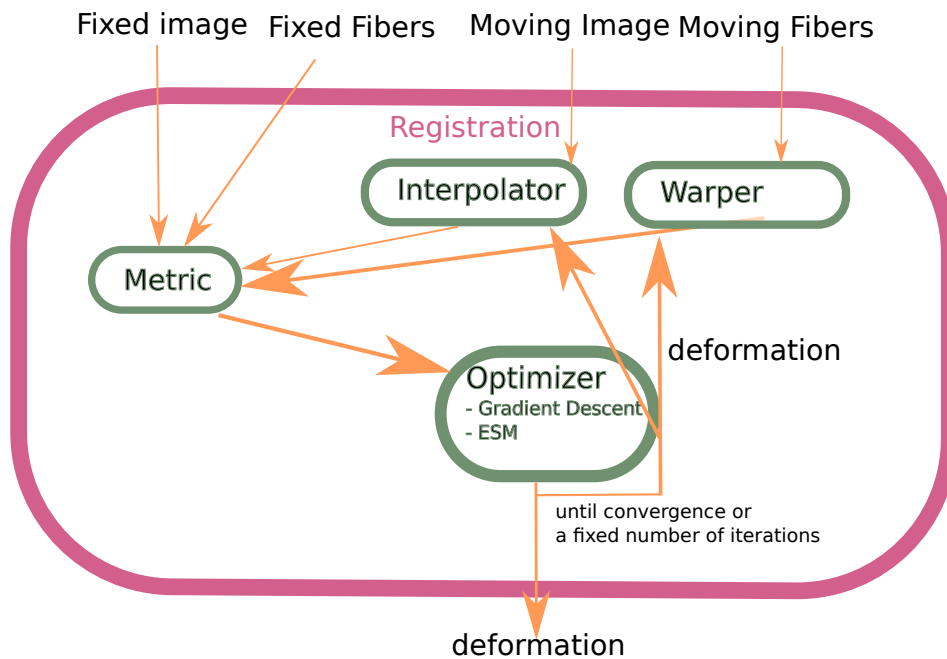 Fixed image
Fixed Fibers
Moving Image
Moving Fibers
Registration
Interpolator
Warper
Metric
deformation
Optimizer
- Gradient Descent
- ESM
until convergence or
a fixed number of iterations
deformation